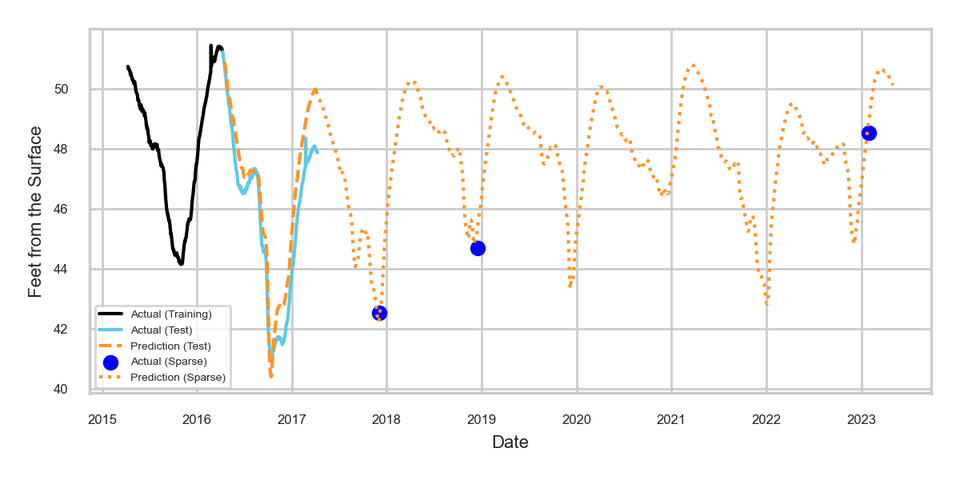 Feet from the Surface
50
48
46
44
42
40
Actual (Training)
Actual (Test)
Prediction (Test)
Actual (Sparse)
Prediction (Sparse)
2015 2016 2017 2018 2019 2020 2021 2022 2023
Date